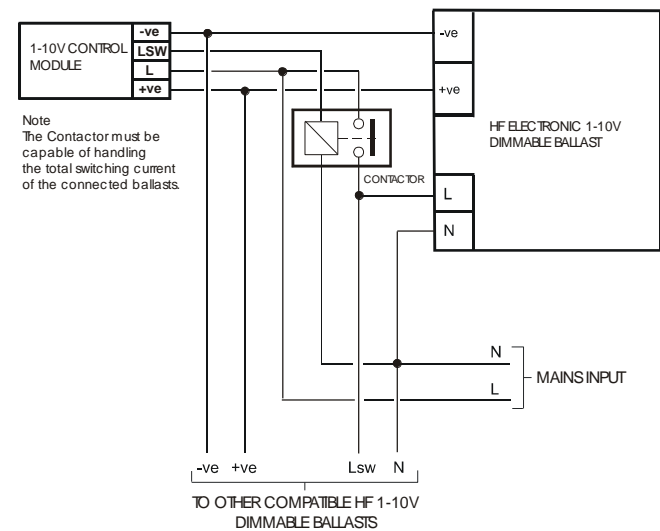 1-10V CONTROL
MODULE
-ve
LSW
L
+ve
Note
The Contactor must be
capable of handling
the total switching current
of the connected ballasts.
CONTACTOR
-ve
+ve
L
N
HF ELECTRONIC 1-10V
DIMMABLE BALLAST
N
L
MAINS INPUT
-ve +ve Lsw N
TO OTHER COMPATIBLE HF 1-10V
DIMMABLE BALLASTS